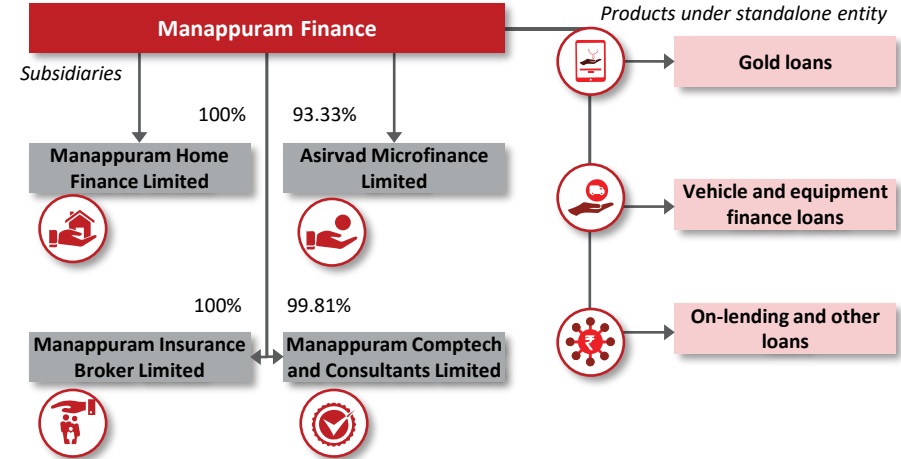 Manappuram Finance
Products under standalone entity
Subsidiaries
100%
93.33%
Manappuram Home
Finance Limited
Asirvad Microfinance
Limited
100%
99.81%
Manappuram Insurance
Broker Limited
Manappuram Comptech
and Consultants Limited
Gold loans
Vehicle and equipment
finance loans
₹
On-lending and other
loans